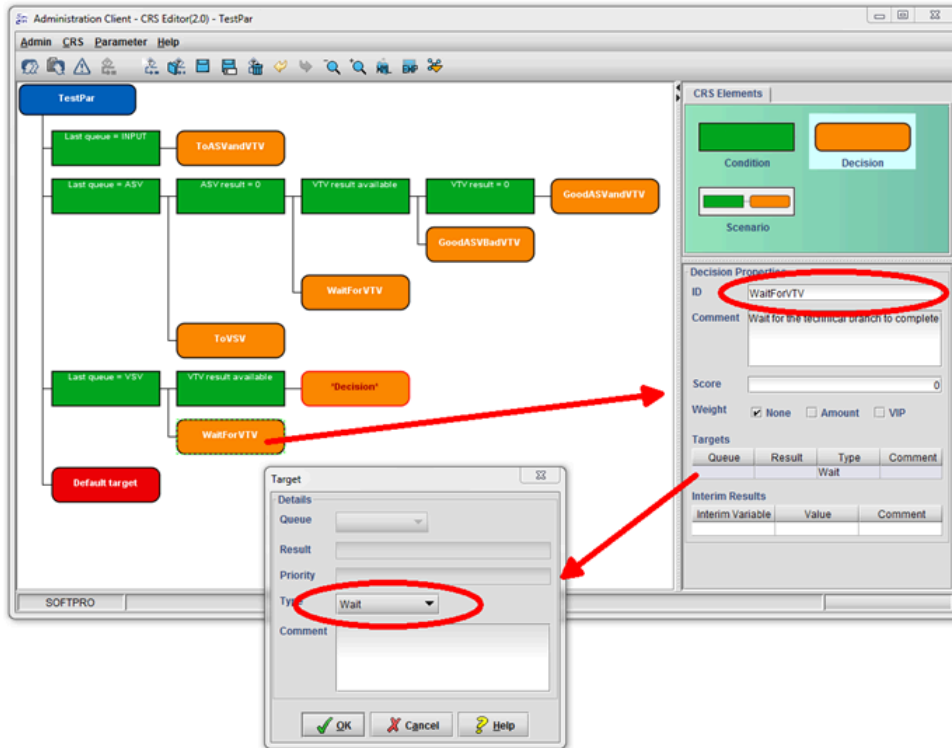 Administration Client - CRS Editor(2.0) - TestPar
Admin CRS Parameter Help
XML EMP
TestPar
Last queue = INPUT
ToASVandVTV
Last queue = ASV
ASV result = 0
VTV result available
VTV result = 0
GoodASVandVTV
GoodASVBadVTV
WaitForVTV
ToVSV
Last queue = VSV
VTV result available
*Decision*
WaitForVTV
Default target
CRS Elements
Condition
Decision
Scenario
Decision Properties
ID
WaitForVTV
Comment
Wait for the technical branch to complete
Score
0
Weight
None
Amount
VIP
Targets
Queue Result Type Comment
Wait
Interim Results
Interim Variable Value Comment
SOFTPRO
Target
Details
Queue
Result
Priority
Type
Wait
Comment
OK
Cancel
Help